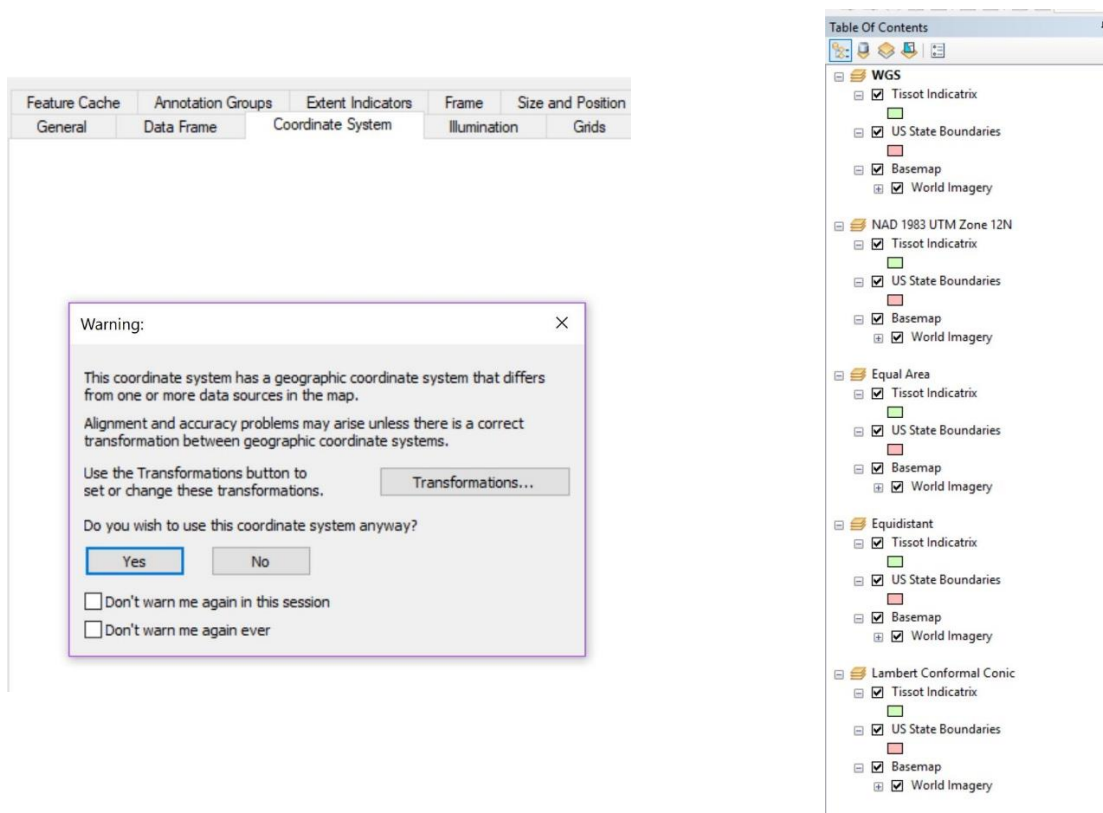 Feature Cache Annotation Groups Extent Indicators Frame Size and Position
General Data Frame Coordinate System Illumination Grids
Warning:
This coordinate system has a geographic coordinate system that differs
from one or more data sources in the map.
Alignment and accuracy problems may arise unless there is a correct
transformation between geographic coordinate systems.
Use the Transformations button to
set or change these transformations.
Transformations...
Do you wish to use this coordinate system anyway?
Yes No
Don't warn me again in this session
Don't warn me again ever
Table Of Contents
WGS
Tissot Indicatrix
US State Boundaries
Basemap
World Imagery
NAD 1983 UTM Zone 12N
Tissot Indicatrix
US State Boundaries
Basemap
World Imagery
Equal Area
Tissot Indicatrix
US State Boundaries
Basemap
World Imagery
Equidistant
Tissot Indicatrix
US State Boundaries
Basemap
World Imagery
Lambert Conformal Conic
Tissot Indicatrix
US State Boundaries
Basemap
World Imagery